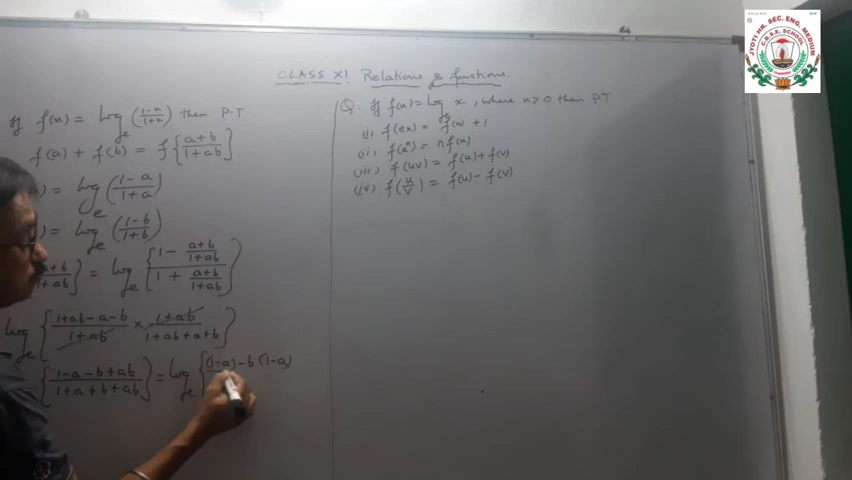 CLASS XI. Relations & functions.
If f(x) = log_e (1-x/1+x) then P.T
f(a) + f(b) = f{a+b/1+ab}
) = log_e (1-a/1+a)
) = log_e (1-b/1+b)
a+b/1+ab} = log_e {1 - a+b/1+ab / 1 + a+b/1+ab}
log_e {1+ab-a-b/1+ab × 1+ab/1+ab+a+b}
{1-a-b+ab/1+a+b+ab} = log_e {(1-a)-b(1-a)
Q. If f(x) = log_e x, where x>0 then PT
(i) f(ex) = f(x) + 1
(ii) f(x^n) = n f(x)
(iii) f(uv) = f(u) + f(v)
(iv) f(u/v) = f(u) - f(v)
JYOTI HR. SEC. ENG. MEDIUM
C.B.S.E. SCHOOL